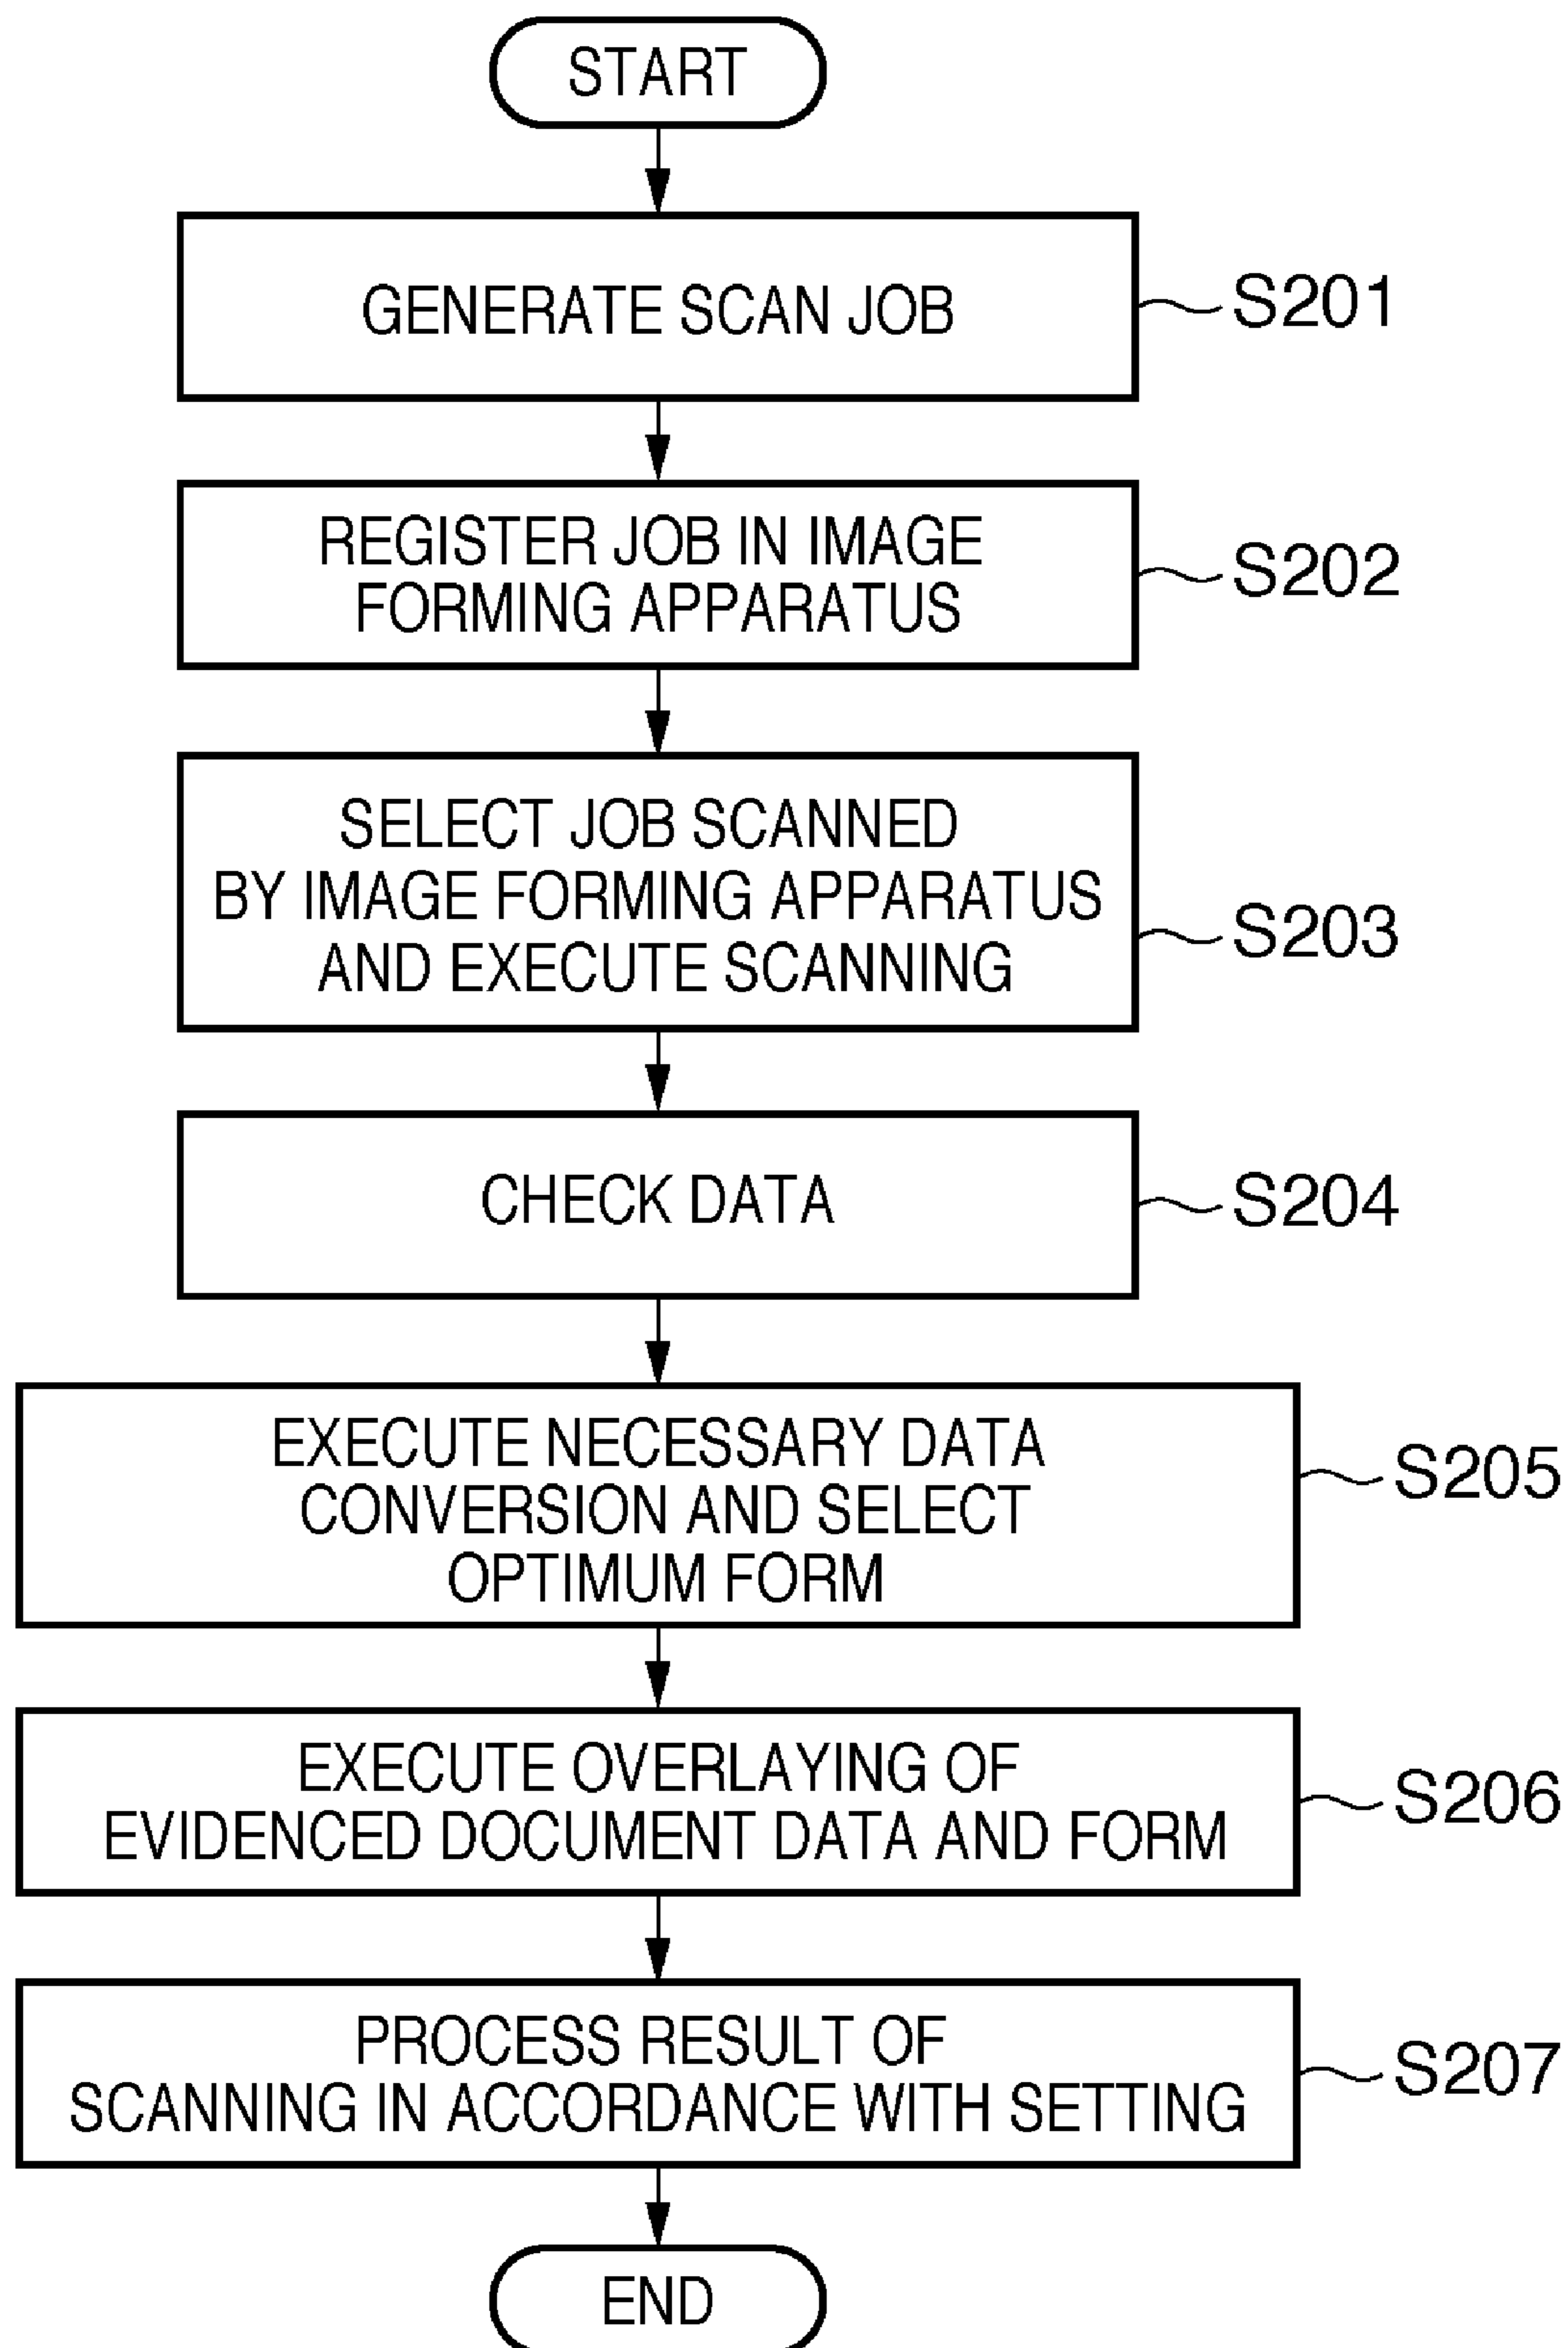 START
GENERATE SCAN JOB
S201
REGISTER JOB IN IMAGE
FORMING APPARATUS
S202
SELECT JOB SCANNED
BY IMAGE FORMING APPARATUS
AND EXECUTE SCANNING
S203
CHECK DATA
S204
EXECUTE NECESSARY DATA
CONVERSION AND SELECT
OPTIMUM FORM
S205
EXECUTE OVERLAYING OF
EVIDENCED DOCUMENT DATA AND FORM
S206
PROCESS RESULT OF
SCANNING IN ACCORDANCE WITH SETTING
S207
END